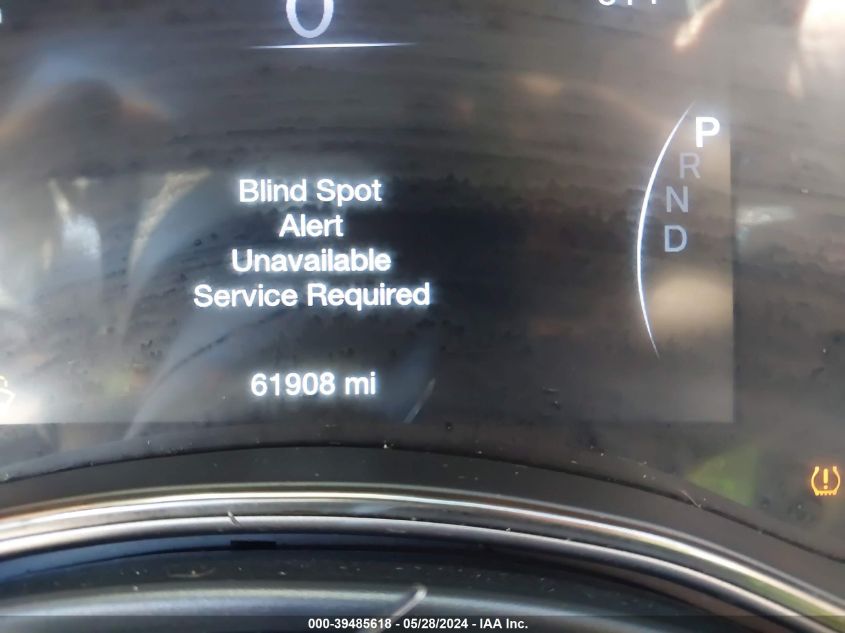 0
P
R
N
D
Blind Spot
Alert
Unavailable
Service Required
61908 mi
000-39485618 - 05/28/2024 - IAA Inc.